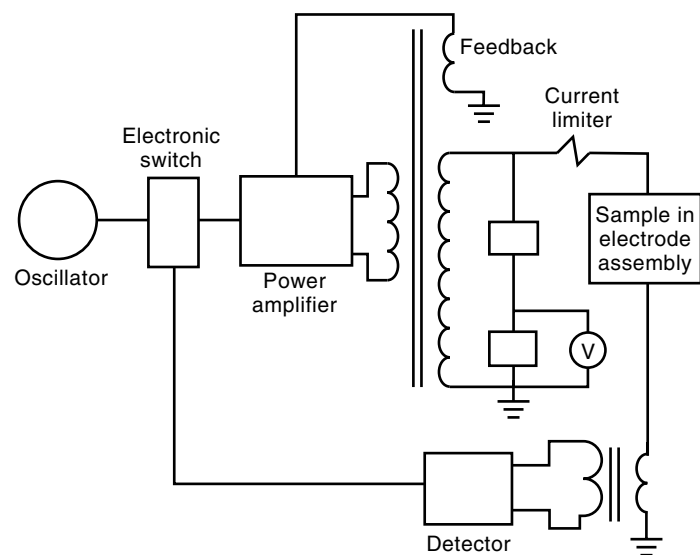 Feedback
Current
limiter
Electronic
switch
Sample in
electrode
assembly
Oscillator
Power
amplifier
V
Detector